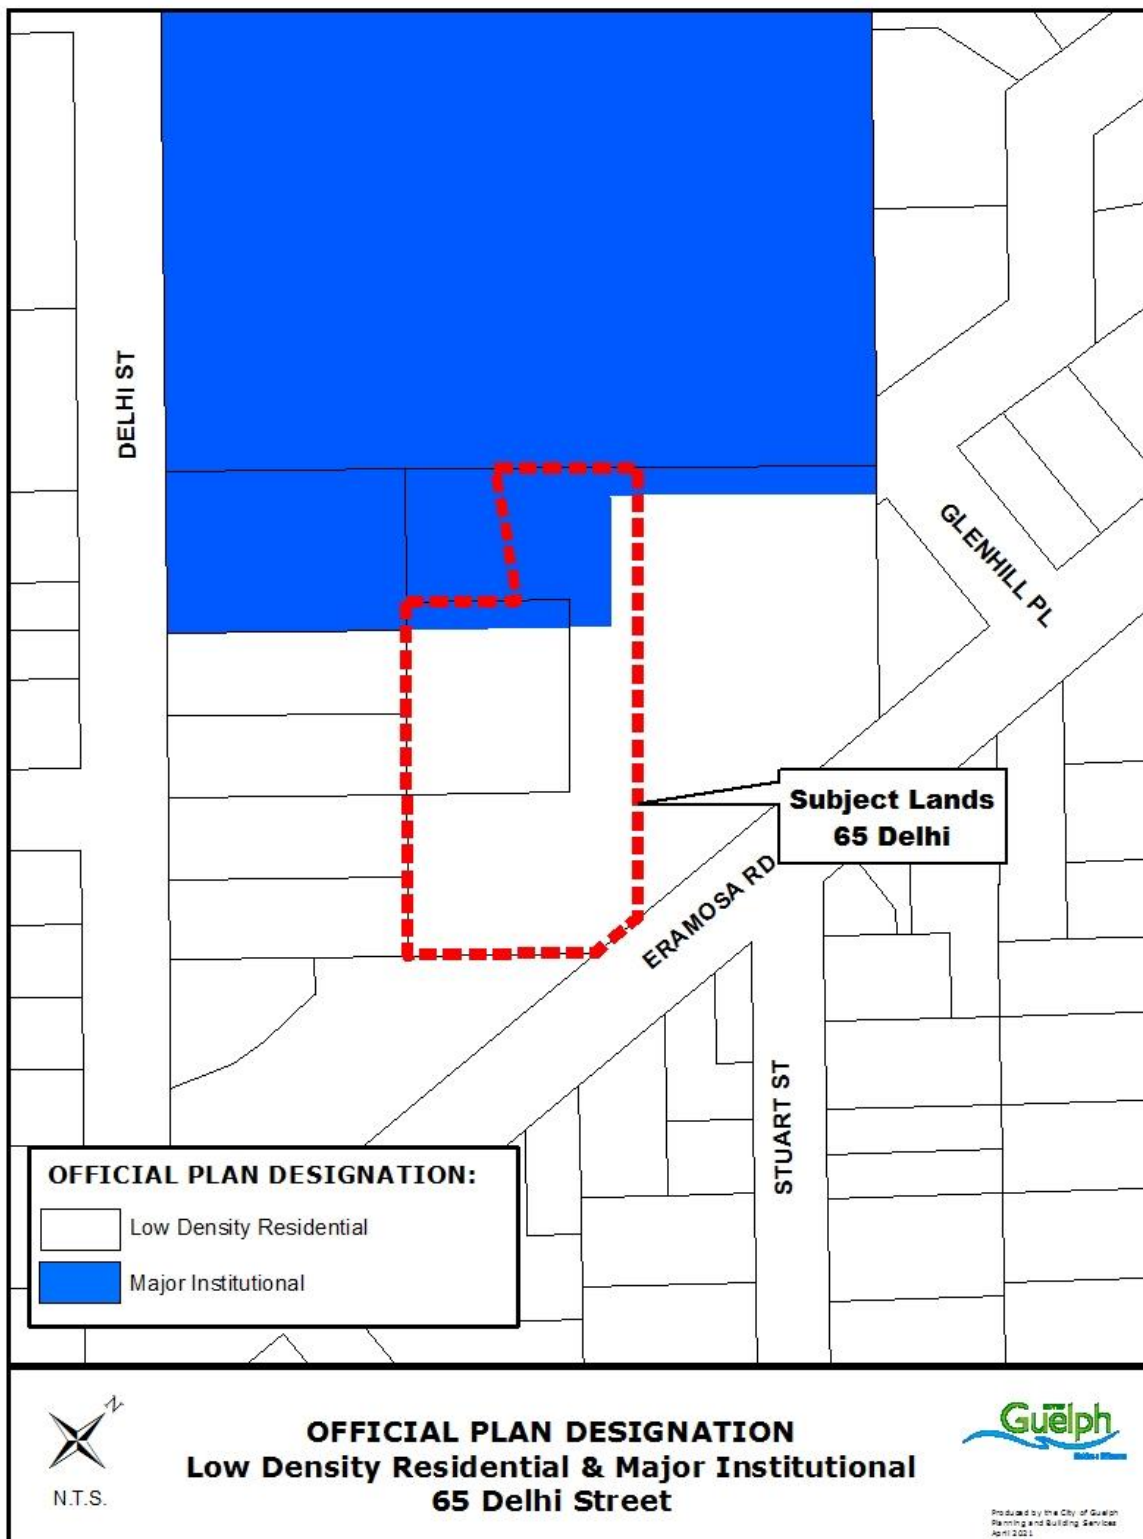 DELHI ST
GLENHILL PL
Subject Lands
65 Delhi
ERAMOSA RD
STUART ST
OFFICIAL PLAN DESIGNATION:
Low Density Residential
Major Institutional
N
N.T.S.
OFFICIAL PLAN DESIGNATION
Low Density Residential & Major Institutional
65 Delhi Street
Guelph
Produced by the City of Guelph
Planning and Building Services
April 2021